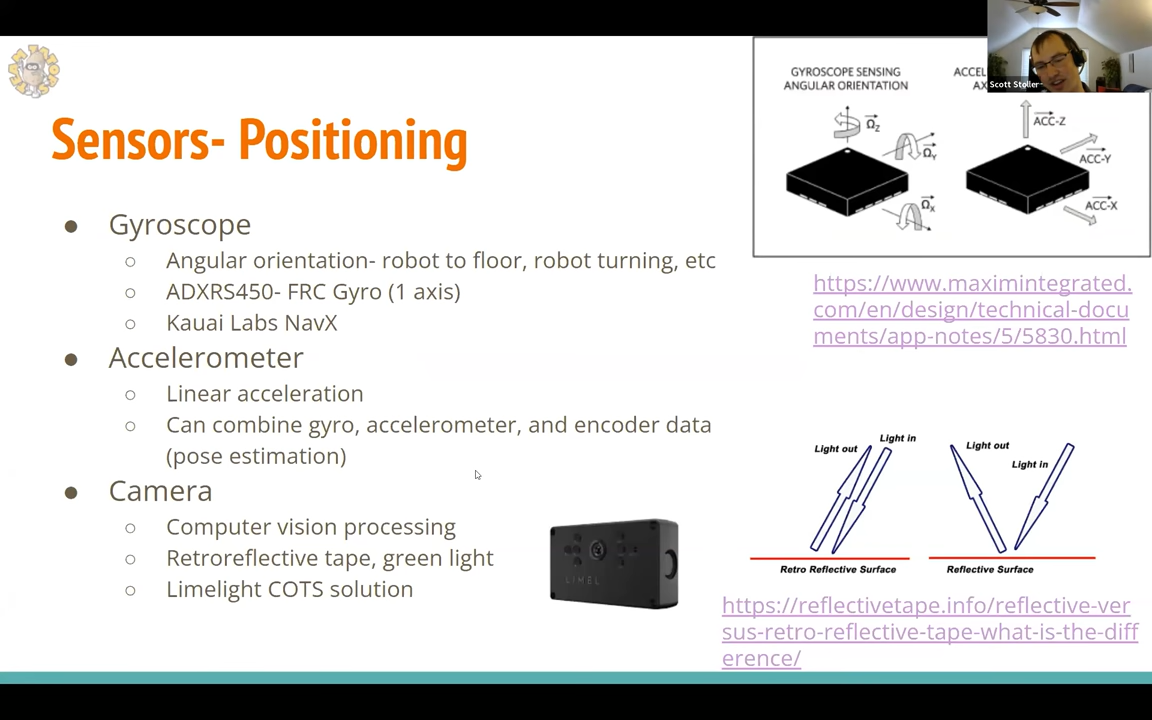 Sensors- Positioning
● Gyroscope
○ Angular orientation- robot to floor, robot turning, etc
○ ADXRS450- FRC Gyro (1 axis)
○ Kauai Labs NavX
● Accelerometer
○ Linear acceleration
○ Can combine gyro, accelerometer, and encoder data
(pose estimation)
● Camera
○ Computer vision processing
○ Retroreflective tape, green light
○ Limelight COTS solution
LIMEL
GYROSCOPE SENSING
ANGULAR ORIENTATION
Ωz
Ωy
Ωx
ACC-Z
ACC-Y
ACC-X
Scott Stoller
https://www.maximintegrated.
com/en/design/technical-docu
ments/app-notes/5/5830.html
Light out
Light in
Retro Reflective Surface
Light out
Light in
Reflective Surface
https://reflectivetape.info/reflective-ver
sus-retro-reflective-tape-what-is-the-diff
erence/